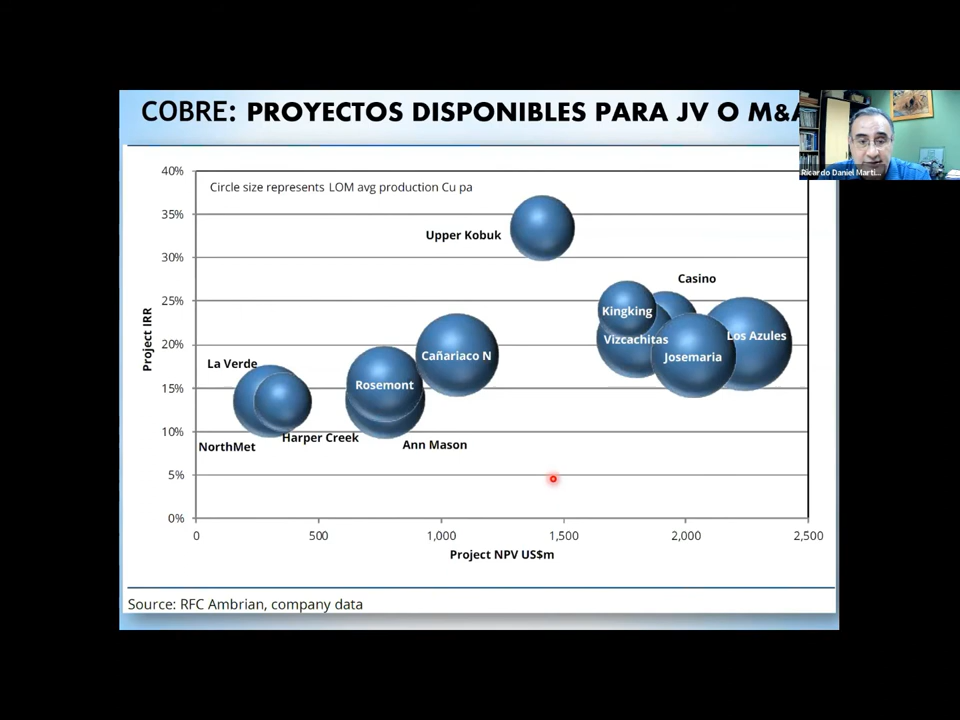 COBRE: PROYECTOS DISPONIBLES PARA JV O M&A
Ricardo Daniel Marti...
40%
Circle size represents LOM avg production Cu pa
35%
Upper Kobuk
30%
Casino
25%
Kingking
Vizcachitas
Los Azules
20%
Josemaria
Cañariaco N
La Verde
Rosemont
15%
10%
Harper Creek
NorthMet
Ann Mason
5%
0%
Project IRR
0 500 1,000 1,500 2,000 2,500
Project NPV US$m
Source: RFC Ambrian, company data